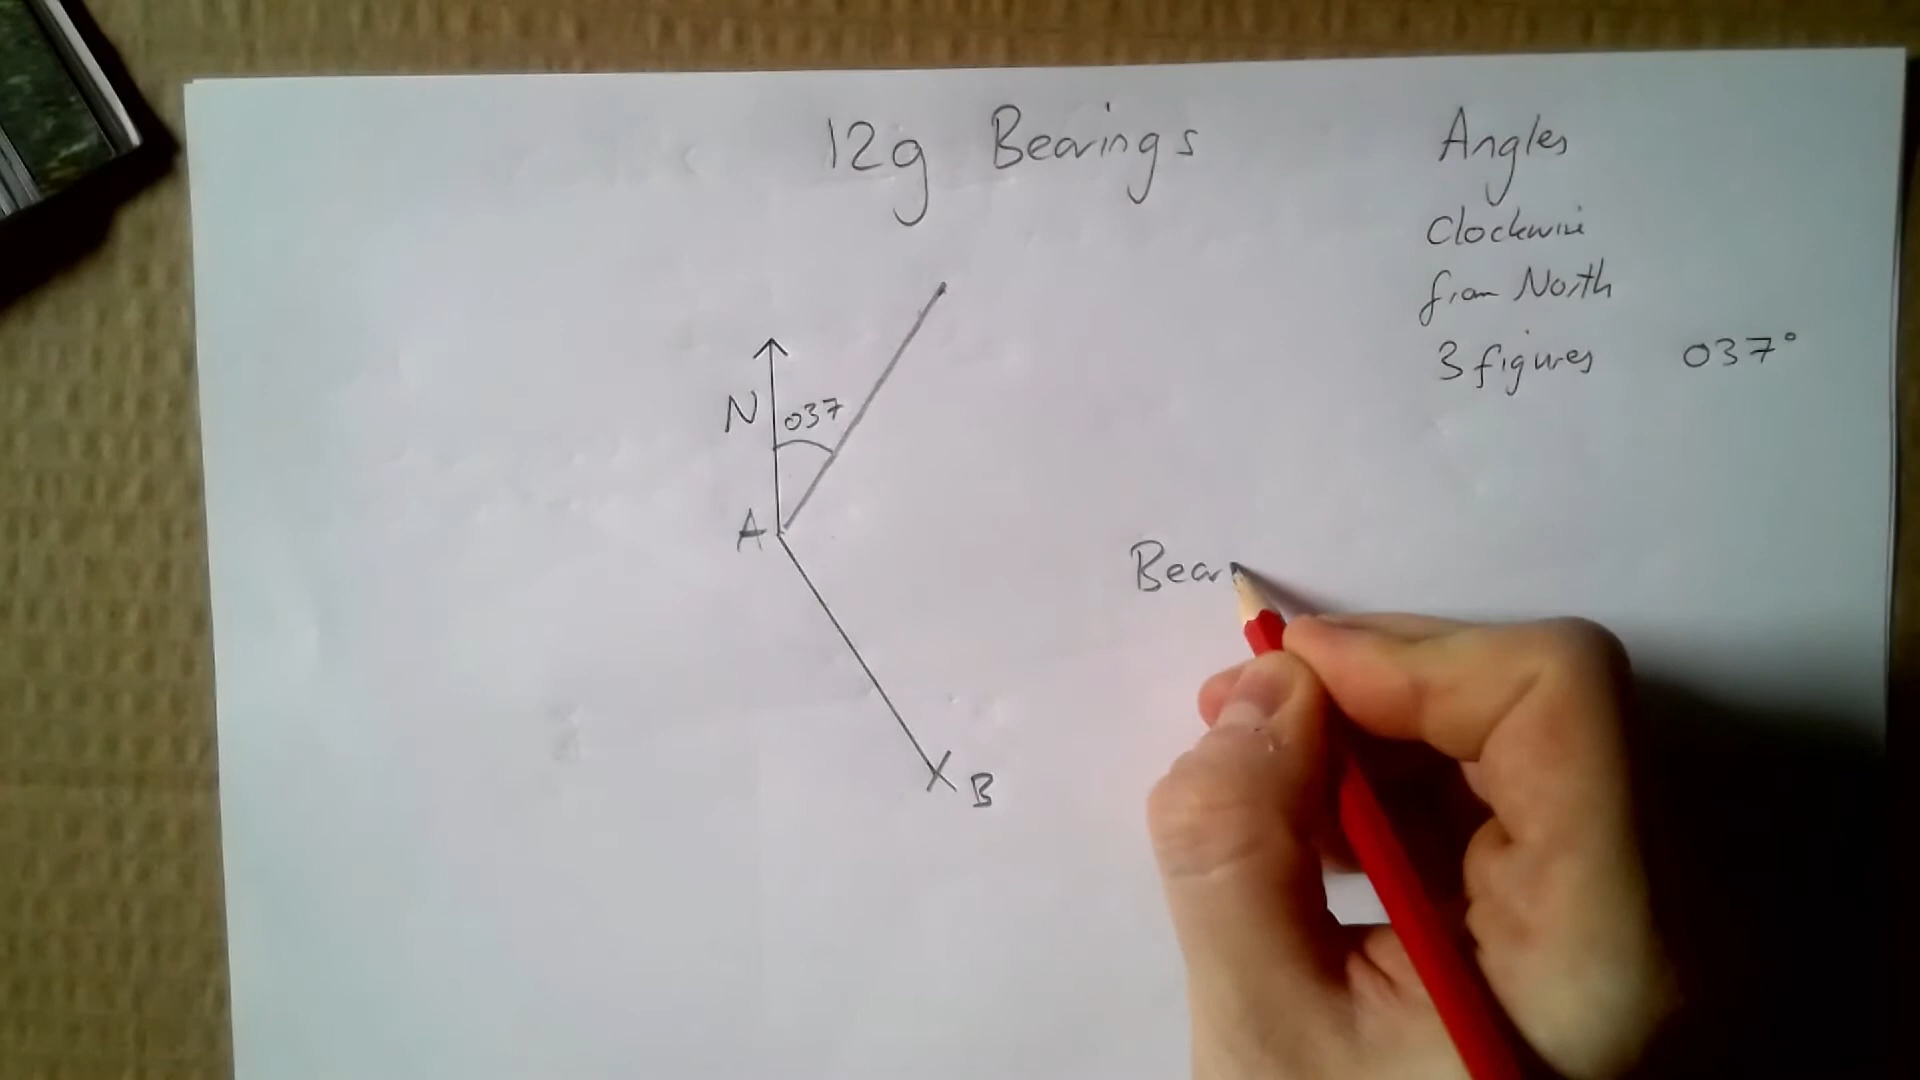 12g Bearings
Angles
Clockwise
from North
3 figures 037°
N 037
A
Bear
B